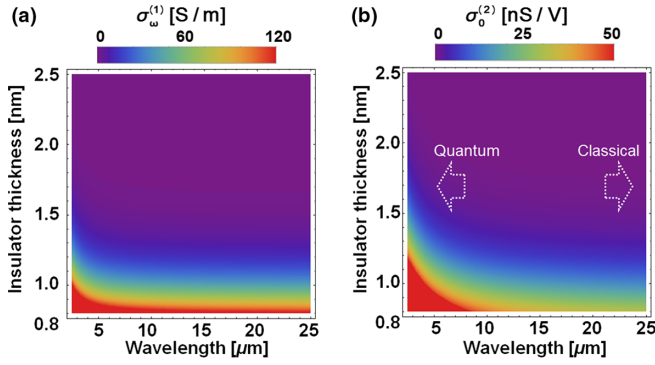 (a) σω(1) [S / m]
0 60 120
Insulator thickness [nm]
2.5
2.0
1.5
1.0
0.8
5 10 15 20 25
Wavelength [μm]
(b) σ0(2) [nS / V]
0 25 50
Insulator thickness [nm]
2.5
2.0
1.5
1.0
0.8
Quantum Classical
5 10 15 20 25
Wavelength [μm]